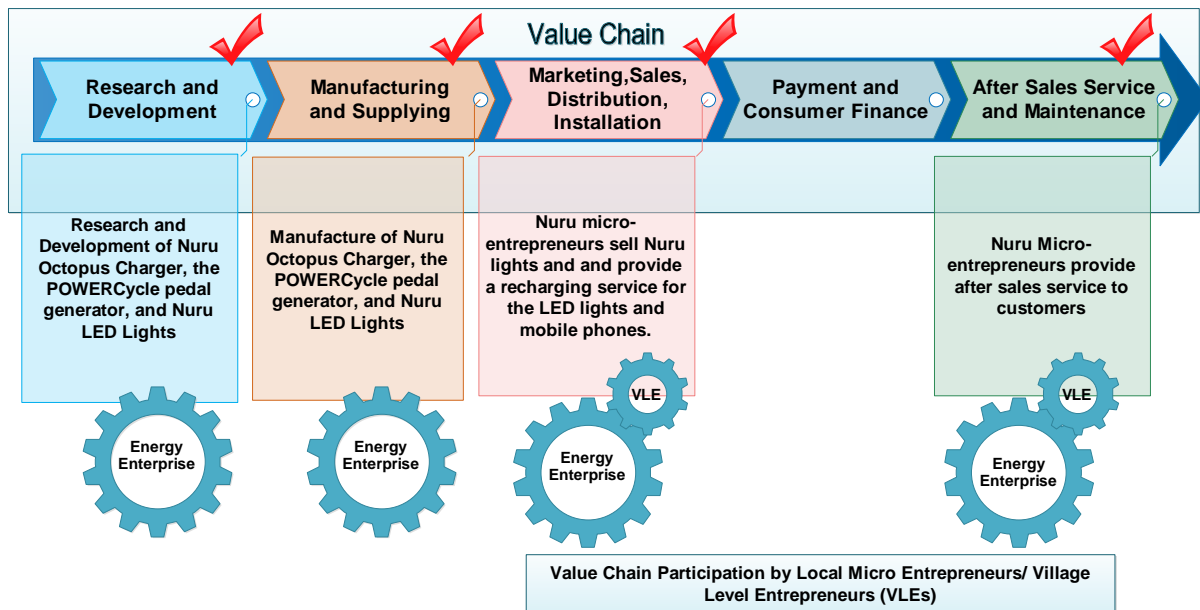 Value Chain
Research and
Development
Manufacturing
and Supplying
Marketing,Sales,
Distribution,
Installation
Payment and
Consumer Finance
After Sales Service
and Maintenance
Research and
Development of Nuru
Octopus Charger, the
POWERCycle pedal
generator, and Nuru
LED Lights
Manufacture of Nuru
Octopus Charger, the
POWERCycle pedal
generator, and Nuru
LED Lights
Nuru micro-
entrepreneurs sell Nuru
lights and and provide
a recharging service for
the LED lights and
mobile phones.
Nuru Micro-
entrepreneurs provide
after sales service to
customers
Energy
Enterprise
Energy
Enterprise
VLE
Energy
Enterprise
VLE
Energy
Enterprise
Value Chain Participation by Local Micro Entrepreneurs/ Village
Level Entrepreneurs (VLEs)